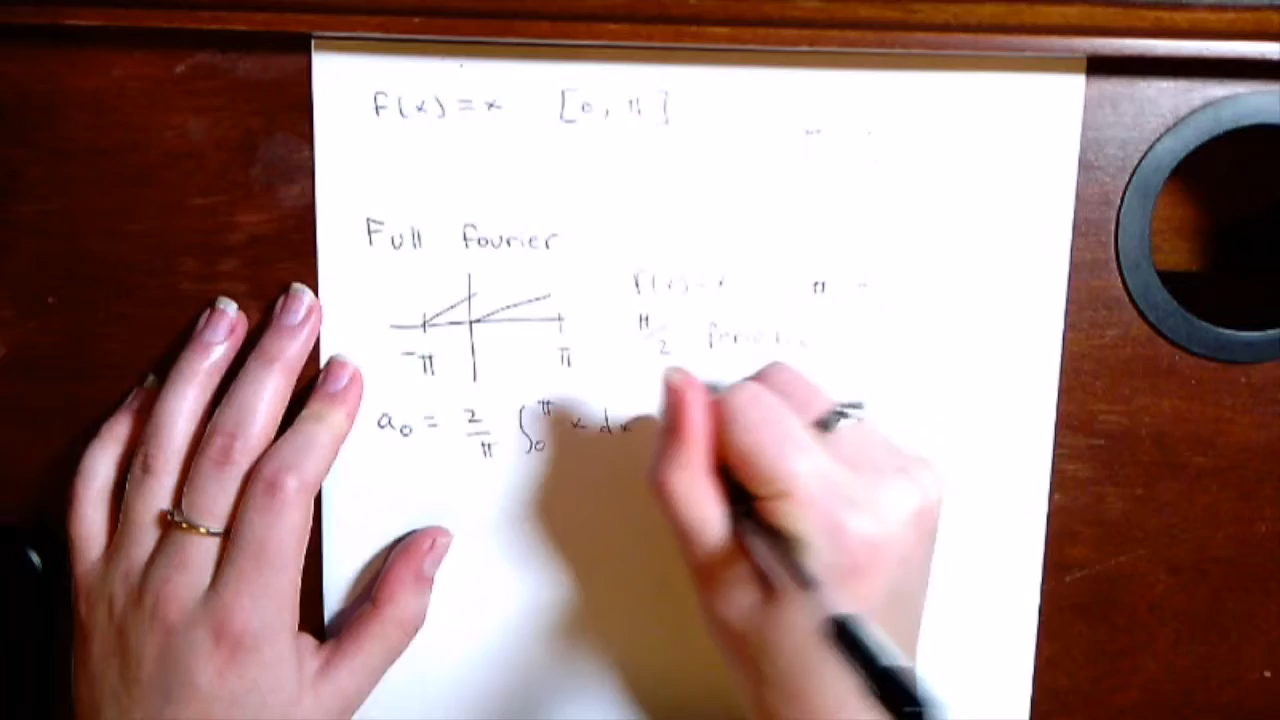 F(x) = x [0, π]
Full fourier
F(x) = x π
π/2
-π π
a₀ = 2/π ∫₀^π x dx